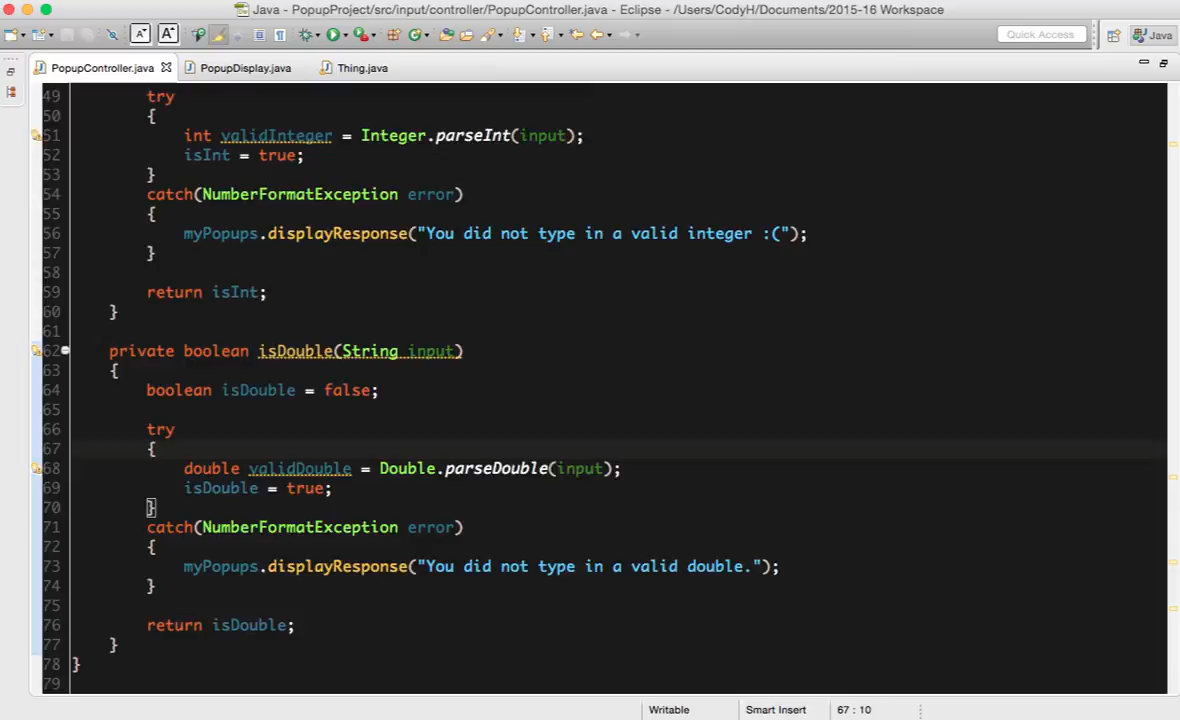 Java - PopupProject/src/input/controller/PopupController.java - Eclipse - /Users/CodyH/Documents/2015-16 Workspace
Quick Access
Java
PopupController.java PopupDisplay.java Thing.java
49 try
50 {
51 int validInteger = Integer.parseInt(input);
52 isInt = true;
53 }
54 catch(NumberFormatException error)
55 {
56 myPopups.displayResponse("You did not type in a valid integer :(");
57 }
58
59 return isInt;
60 }
61
62 private boolean isDouble(String input)
63 {
64 boolean isDouble = false;
65
66 try
67 {
68 double validDouble = Double.parseDouble(input);
69 isDouble = true;
70 }
71 catch(NumberFormatException error)
72 {
73 myPopups.displayResponse("You did not type in a valid double.");
74 }
75
76 return isDouble;
77 }
78 }
79
Writable Smart Insert 67 : 10